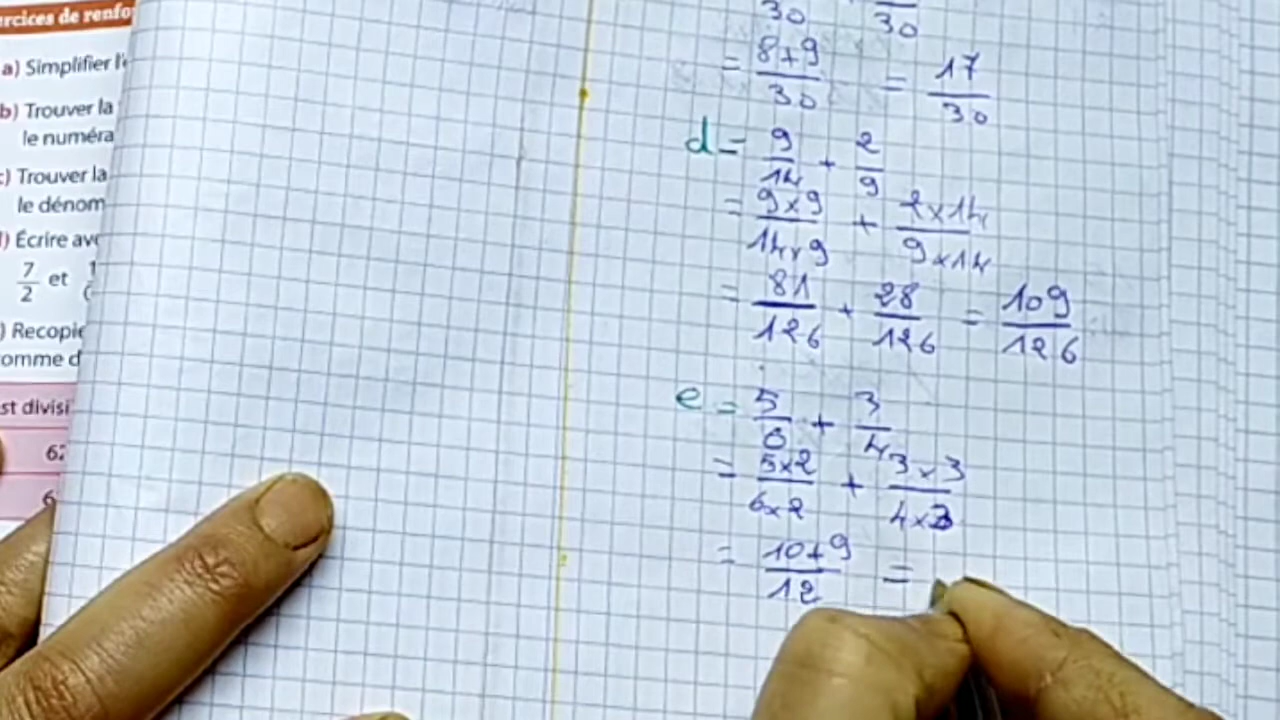 rcices de renfo
a) Simplifier l'
b) Trouver la
le numéra
c) Trouver la
le dénom
d) Écrire ave
7/2 et
) Recopie
omme d
st divisi
62
6
30 30
= 8+9/30 = 17/30
d = 9/14 + 2/9
= 9×9/14×9 + 2×14/9×14
= 81/126 + 28/126 = 109/126
e = 5/6 + 3/4
= 5×2/6×2 + 3×3/4×3
= 10+9/12 =